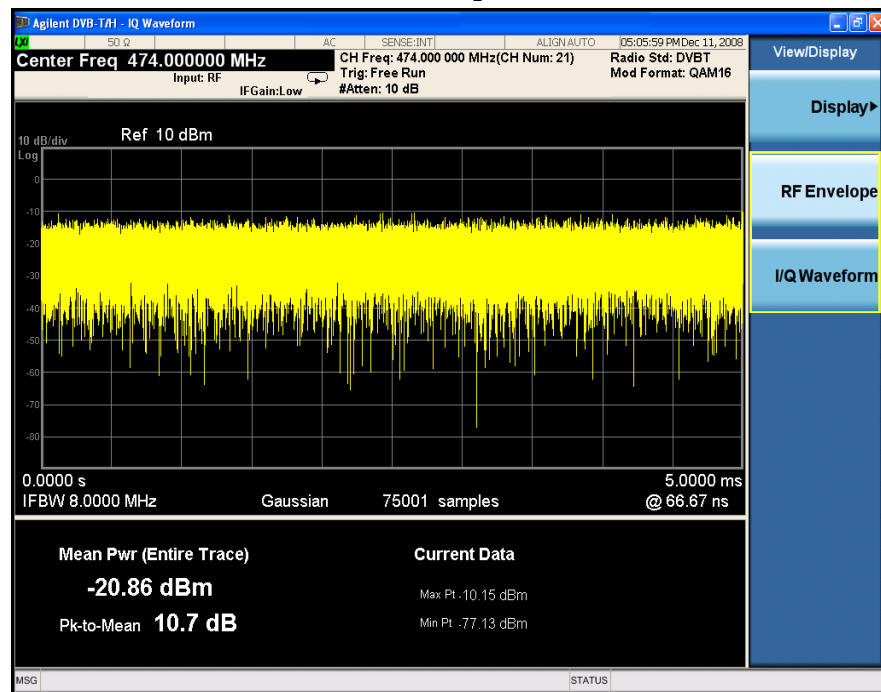 Agilent DVB-T/H - IQ Waveform
LXI 50 Ω AC SENSE:INT ALIGN AUTO 05:05:59 PM Dec 11, 2008
Center Freq 474.000000 MHz
CH Freq: 474.000 000 MHz(CH Num: 21)
Radio Std: DVBT
Input: RF
Trig: Free Run
Mod Format: QAM16
IFGain:Low
#Atten: 10 dB
View/Display
Display
RF Envelope
I/Q Waveform
10 dB/div
Ref 10 dBm
Log
0
-10
-20
-30
-40
-50
-60
-70
-80
0.0000 s
5.0000 ms
IFBW 8.0000 MHz
Gaussian
75001 samples
@ 66.67 ns
Mean Pwr (Entire Trace)
-20.86 dBm
Pk-to-Mean 10.7 dB
Current Data
Max Pt -10.15 dBm
Min Pt -77.13 dBm
MSG
STATUS